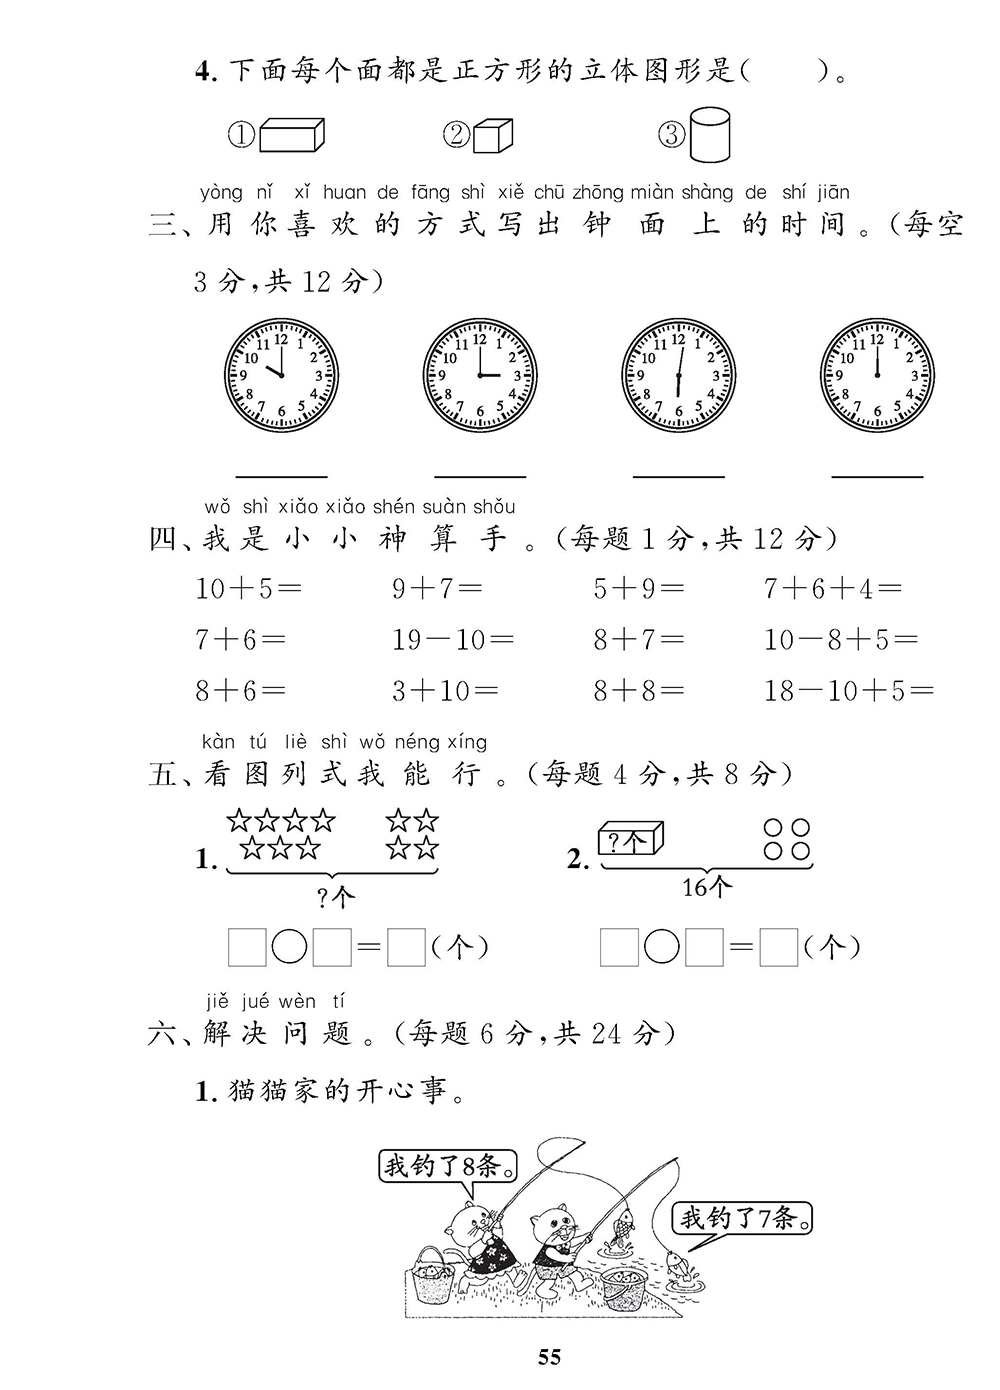 4. 下面每个面都是正方形的立体图形是(  )。
① ② ③
yòng nǐ xǐ huan de fāng shì xiě chū zhōng miàn shàng de shí jiān
三、用你喜欢的方式写出钟面上的时间。(每空
3分,共12分)
12 1 2 3 4 5 6 7 8 9 10 11
12 1 2 3 4 5 6 7 8 9 10 11
12 1 2 3 4 5 6 7 8 9 10 11
12 1 2 3 4 5 6 7 8 9 10 11
wǒ shì xiǎo xiǎo shén suàn shǒu
四、我是小小神算手。(每题1分,共12分)
10+5= 9+7= 5+9= 7+6+4=
7+6= 19-10= 8+7= 10-8+5=
8+6= 3+10= 8+8= 18-10+5=
kàn tú liè shì wǒ néng xíng
五、看图列式我能行。(每题4分,共8分)
1. 2. ?个
?个 16个
□○□=□(个) □○□=□(个)
jiě jué wèn tí
六、解决问题。(每题6分,共24分)
1. 猫猫家的开心事。
我钓了8条。
我钓了7条。
55